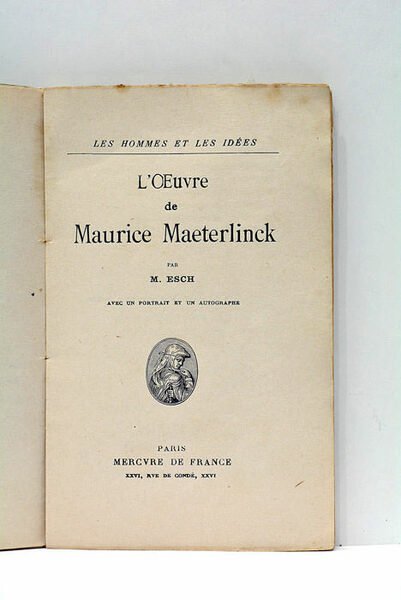 LES HOMMES ET LES IDÉES
L'Œuvre
de
Maurice Maeterlinck
PAR
M. ESCH
AVEC UN PORTRAIT ET UN AUTOGRAPHE
PARIS
MERCVRE DE FRANCE
XXVI, RVE DE CONDÉ, XXVI